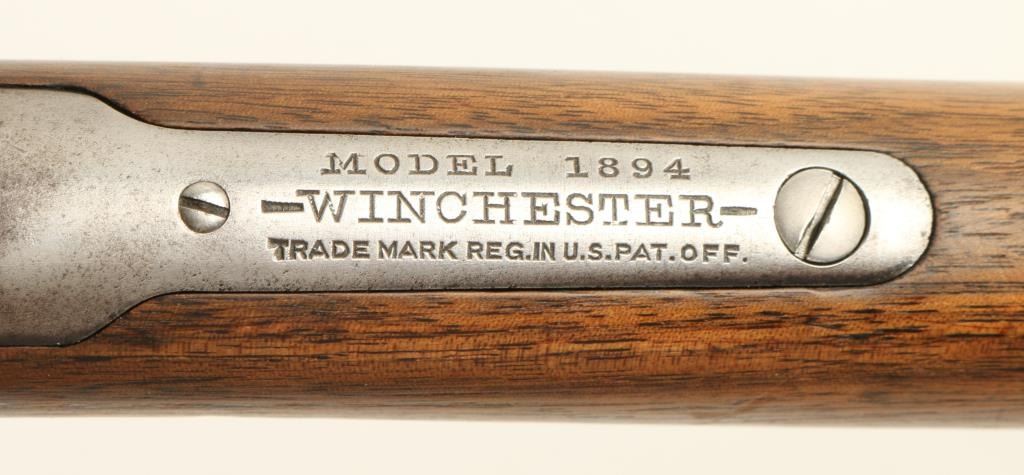 MODEL 1894
-WINCHESTER-
TRADE MARK REG. IN U.S. PAT. OFF.